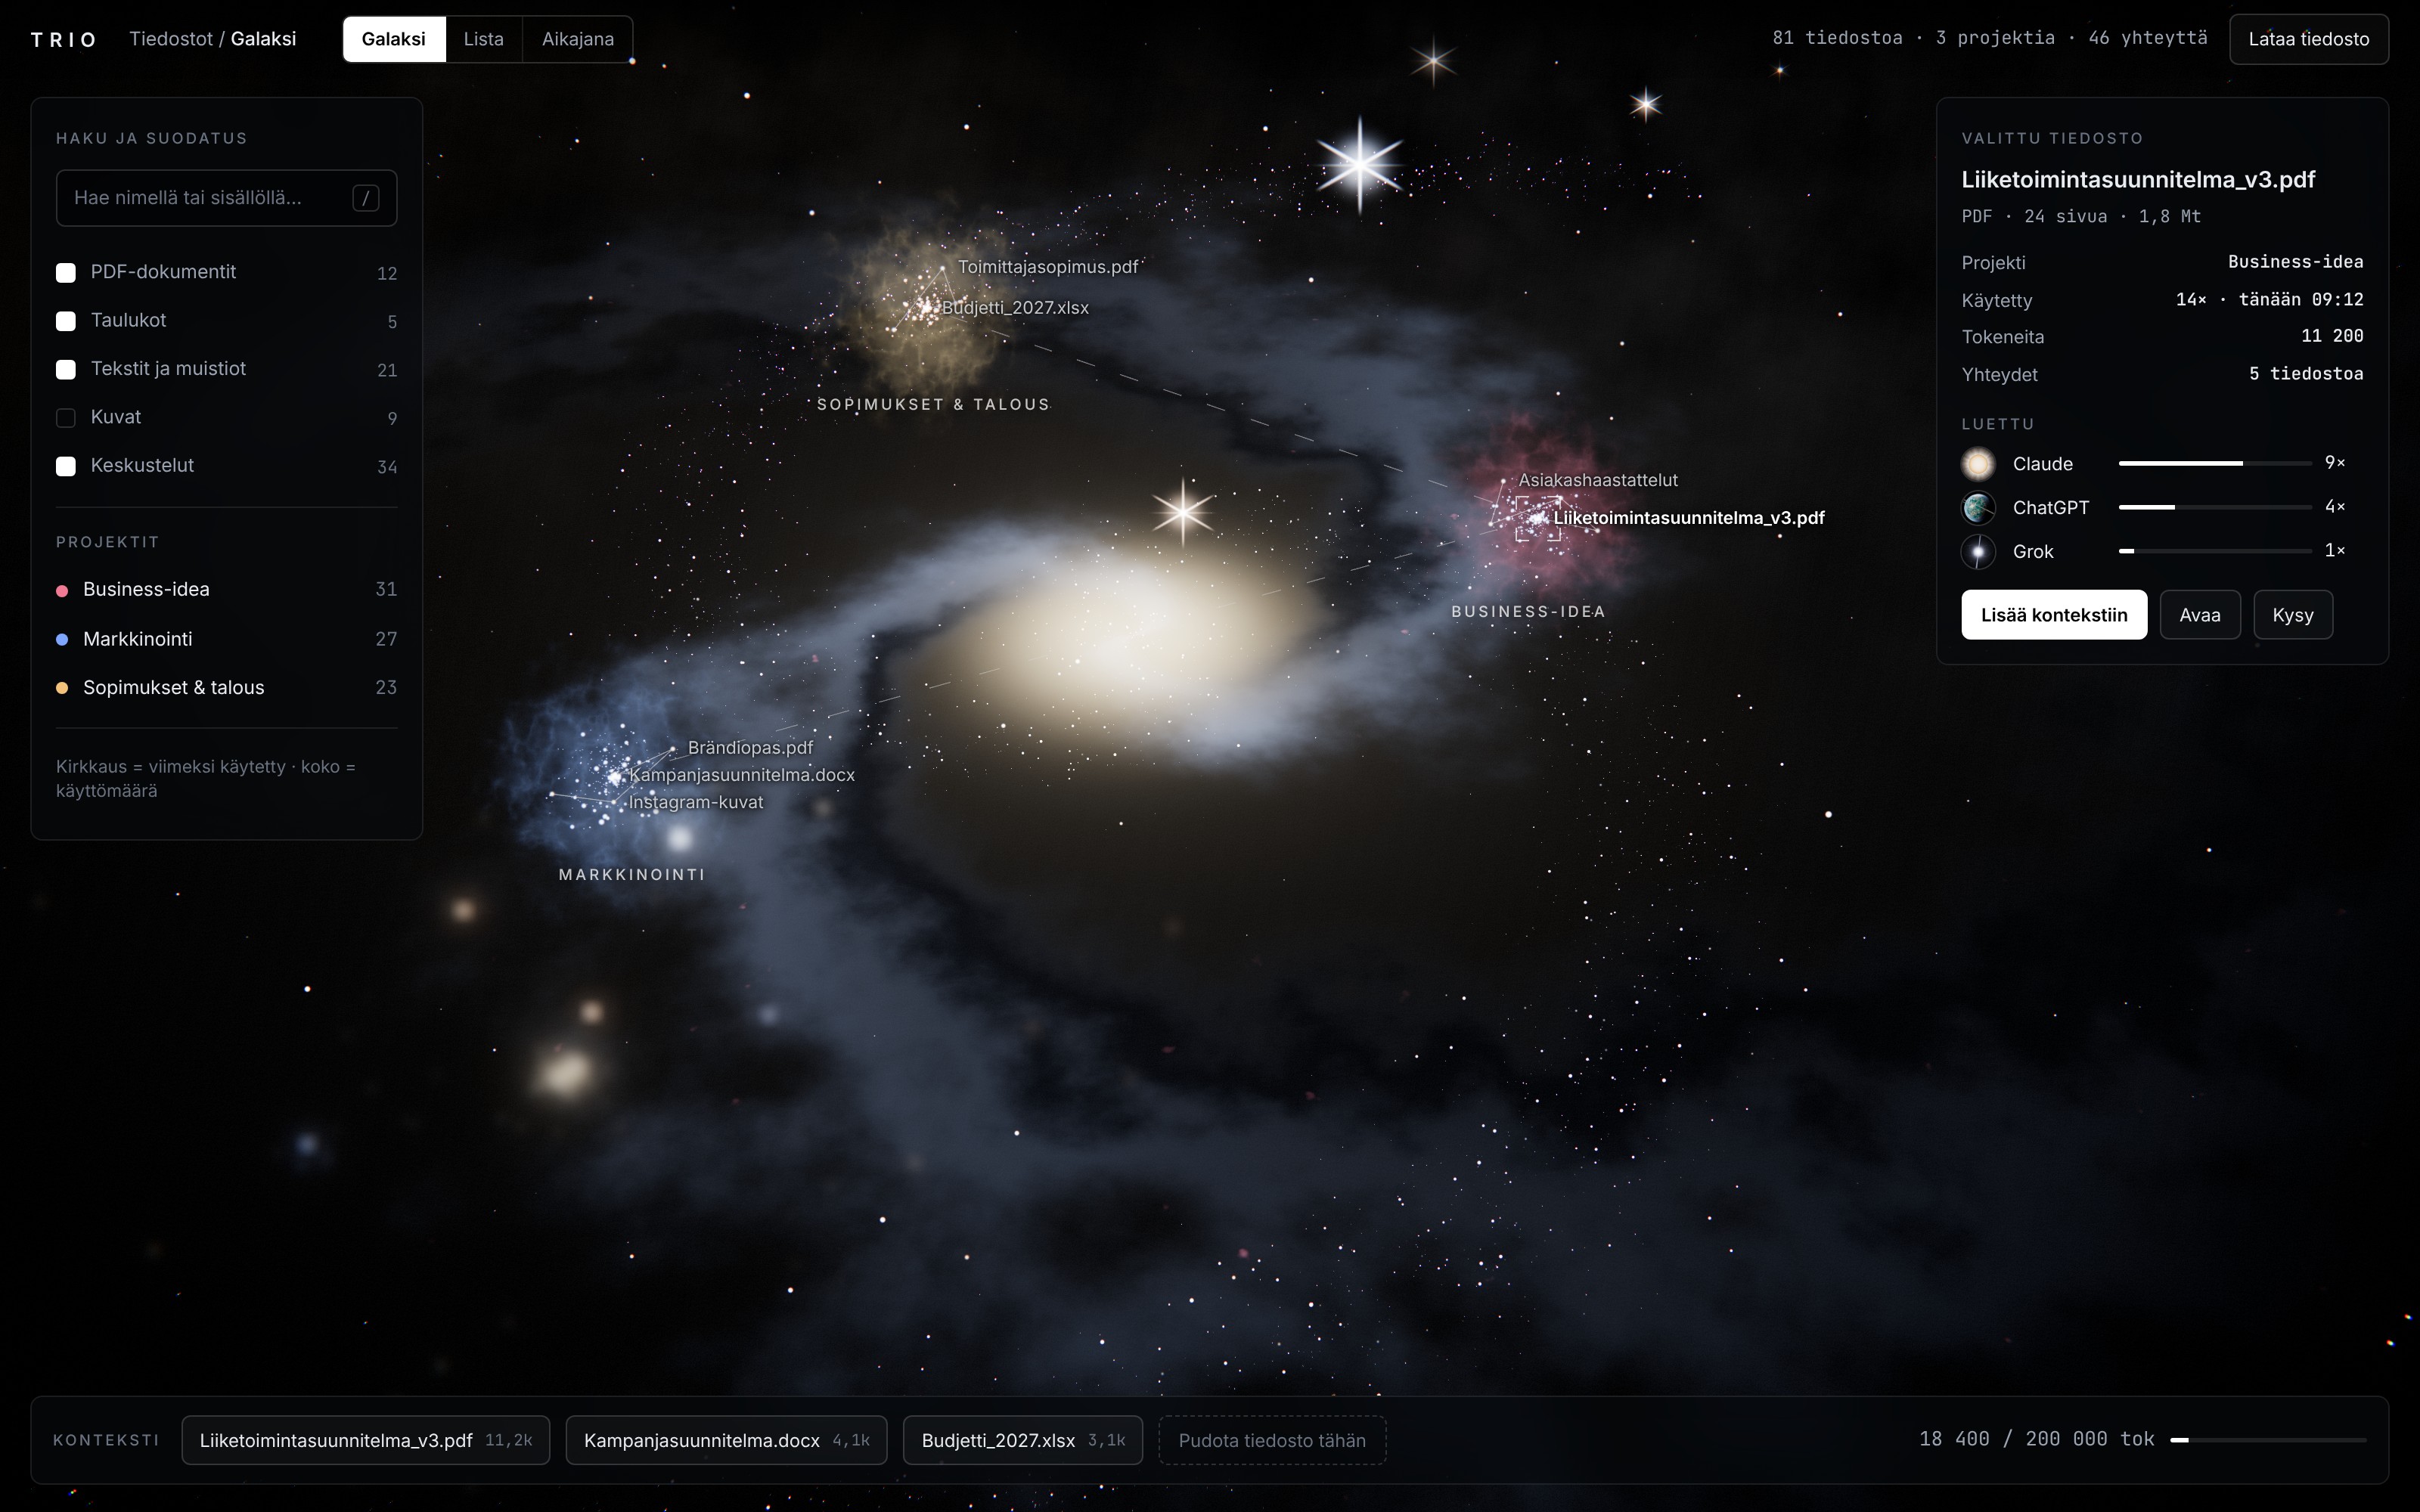 TRIO
Tiedostot / Galaksi
Galaksi
Lista
Aikajana
81 tiedostoa · 3 projektia · 46 yhteyttä
Lataa tiedosto
HAKU JA SUODATUS
Hae nimellä tai sisällöllä...
/
PDF-dokumentit 12
Taulukot 5
Tekstit ja muistiot 21
Kuvat 9
Keskustelut 34
PROJEKTIT
Business-idea 31
Markkinointi 27
Sopimukset & talous 23
Kirkkaus = viimeksi käytetty · koko =
käyttömäärä
Toimittajasopimus.pdf
Budjetti_2027.xlsx
SOPIMUKSET & TALOUS
Asiakashaastattelut
Liiketoimintasuunnitelma_v3.pdf
BUSINESS-IDEA
Brändiopas.pdf
Kampanjasuunnitelma.docx
Instagram-kuvat
MARKKINOINTI
VALITTU TIEDOSTO
Liiketoimintasuunnitelma_v3.pdf
PDF · 24 sivua · 1,8 Mt
Projekti Business-idea
Käytetty 14× · tänään 09:12
Tokeneita 11 200
Yhteydet 5 tiedostoa
LUETTU
Claude 9×
ChatGPT 4×
Grok 1×
Lisää kontekstiin
Avaa
Kysy
KONTEKSTI
Liiketoimintasuunnitelma_v3.pdf 11,2k
Kampanjasuunnitelma.docx 4,1k
Budjetti_2027.xlsx 3,1k
Pudota tiedosto tähän
18 400 / 200 000 tok